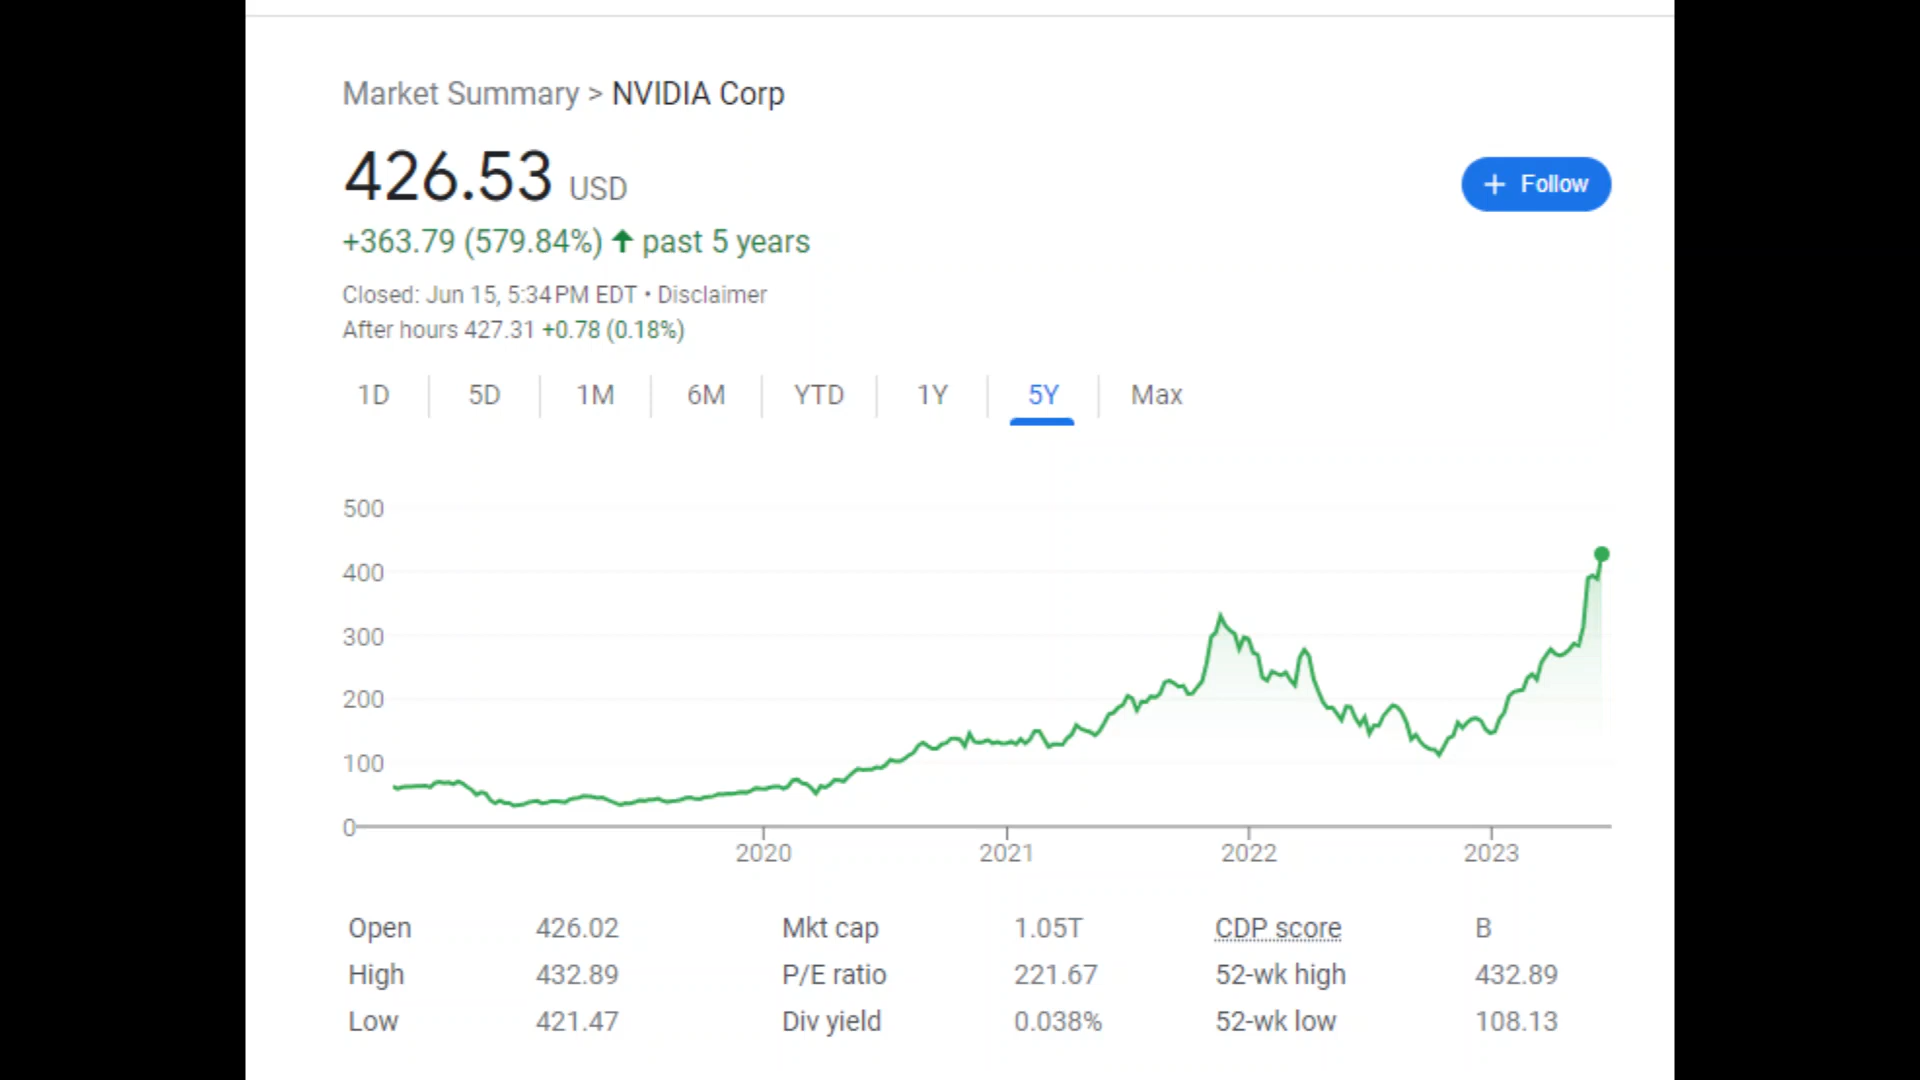 Market Summary > NVIDIA Corp
426.53 USD
+ Follow
+363.79 (579.84%) ↑ past 5 years
Closed: Jun 15, 5:34 PM EDT • Disclaimer
After hours 427.31 +0.78 (0.18%)
1D 5D 1M 6M YTD 1Y 5Y Max
500
400
300
200
100
0
2020 2021 2022 2023
Open 426.02 Mkt cap 1.05T CDP score B
High 432.89 P/E ratio 221.67 52-wk high 432.89
Low 421.47 Div yield 0.038% 52-wk low 108.13